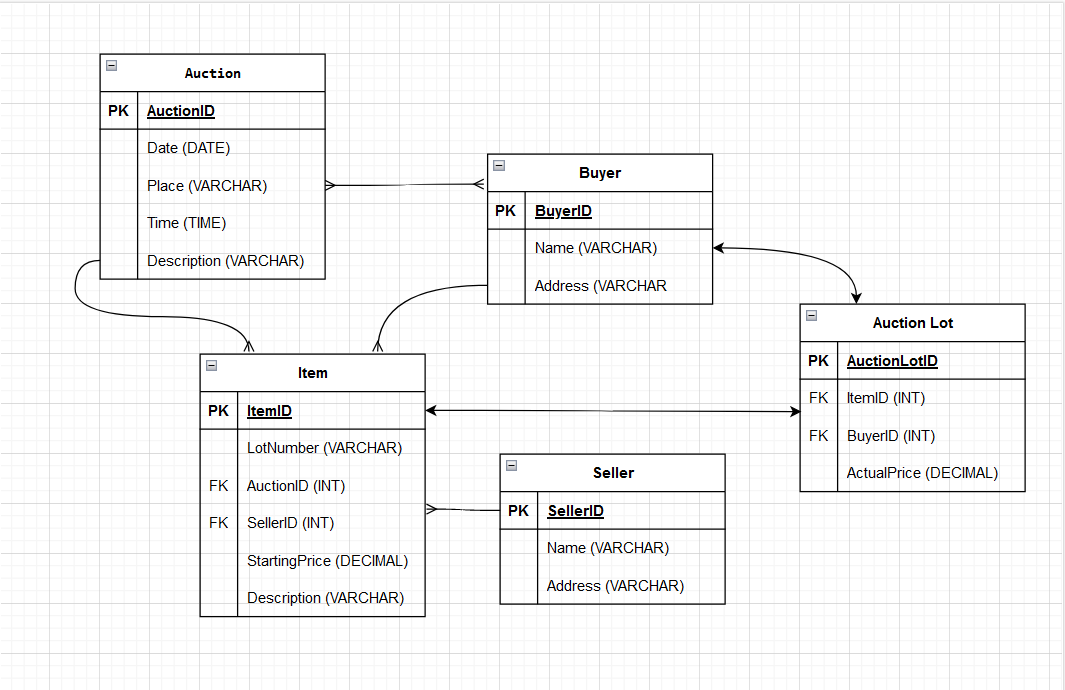 Auction
PK AuctionID
Date (DATE)
Place (VARCHAR)
Time (TIME)
Description (VARCHAR)
Buyer
PK BuyerID
Name (VARCHAR)
Address (VARCHAR
Auction Lot
PK AuctionLotID
FK ItemID (INT)
FK BuyerID (INT)
ActualPrice (DECIMAL)
Item
PK ItemID
LotNumber (VARCHAR)
FK AuctionID (INT)
FK SellerID (INT)
StartingPrice (DECIMAL)
Description (VARCHAR)
Seller
PK SellerID
Name (VARCHAR)
Address (VARCHAR)